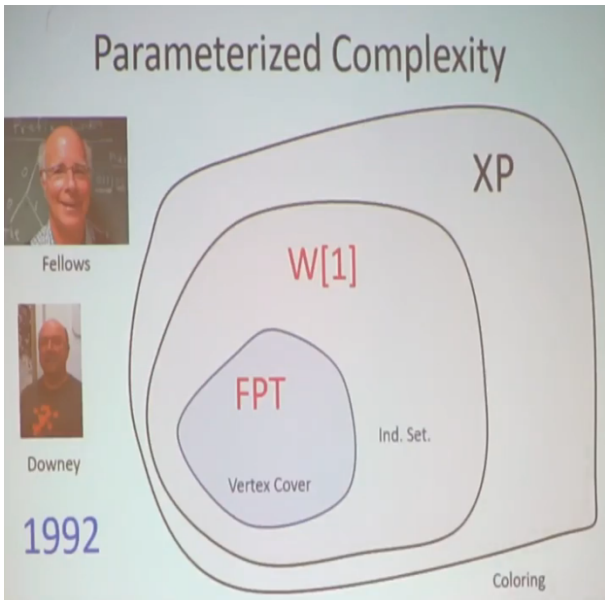 Parameterized Complexity
XP
Fellows
W[1]
FPT
Ind. Set.
Downey
Vertex Cover
1992
Coloring